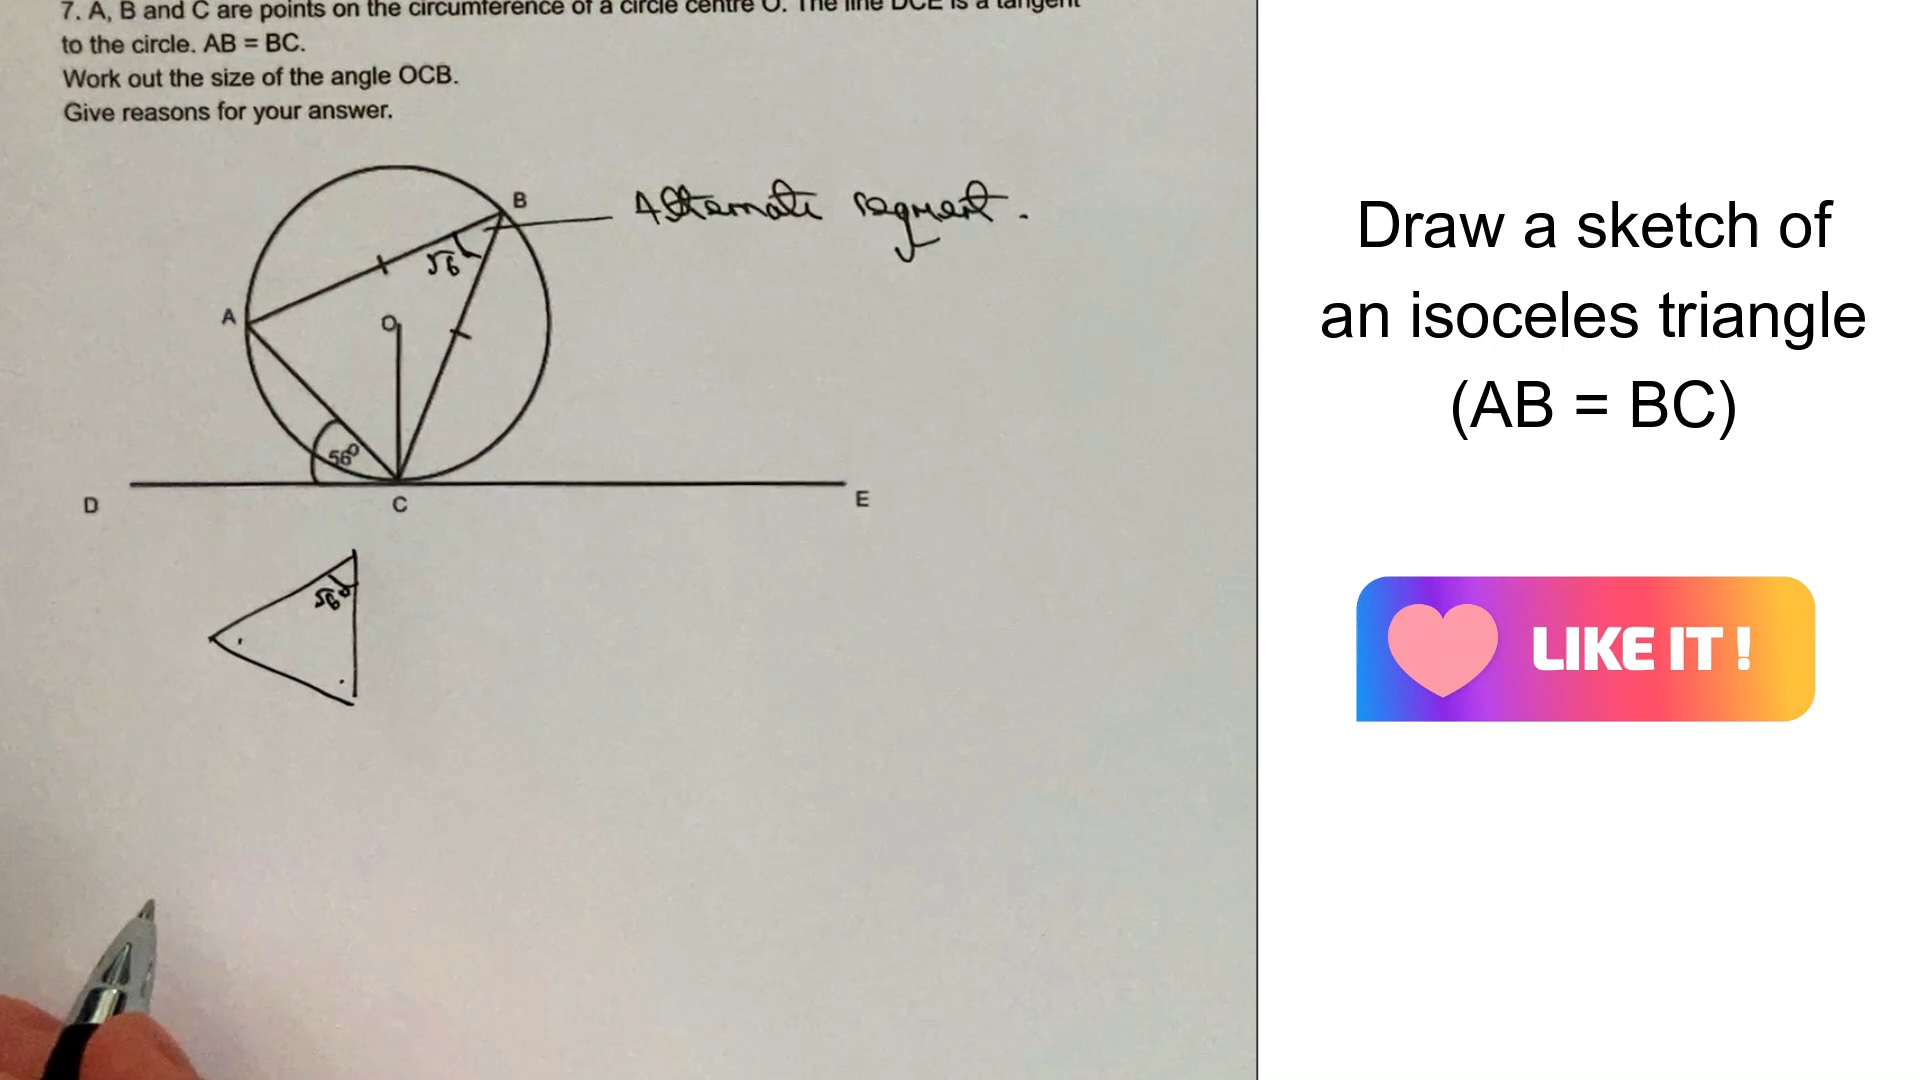 7. A, B and C are points on the circumference of a circle centre O. The line DCE is a tangent
to the circle. AB = BC.
Work out the size of the angle OCB.
Give reasons for your answer.
B
Alternate segment.
56
A
O
56°
D
C
E
56°
Draw a sketch of
an isoceles triangle
(AB = BC)
LIKE IT !